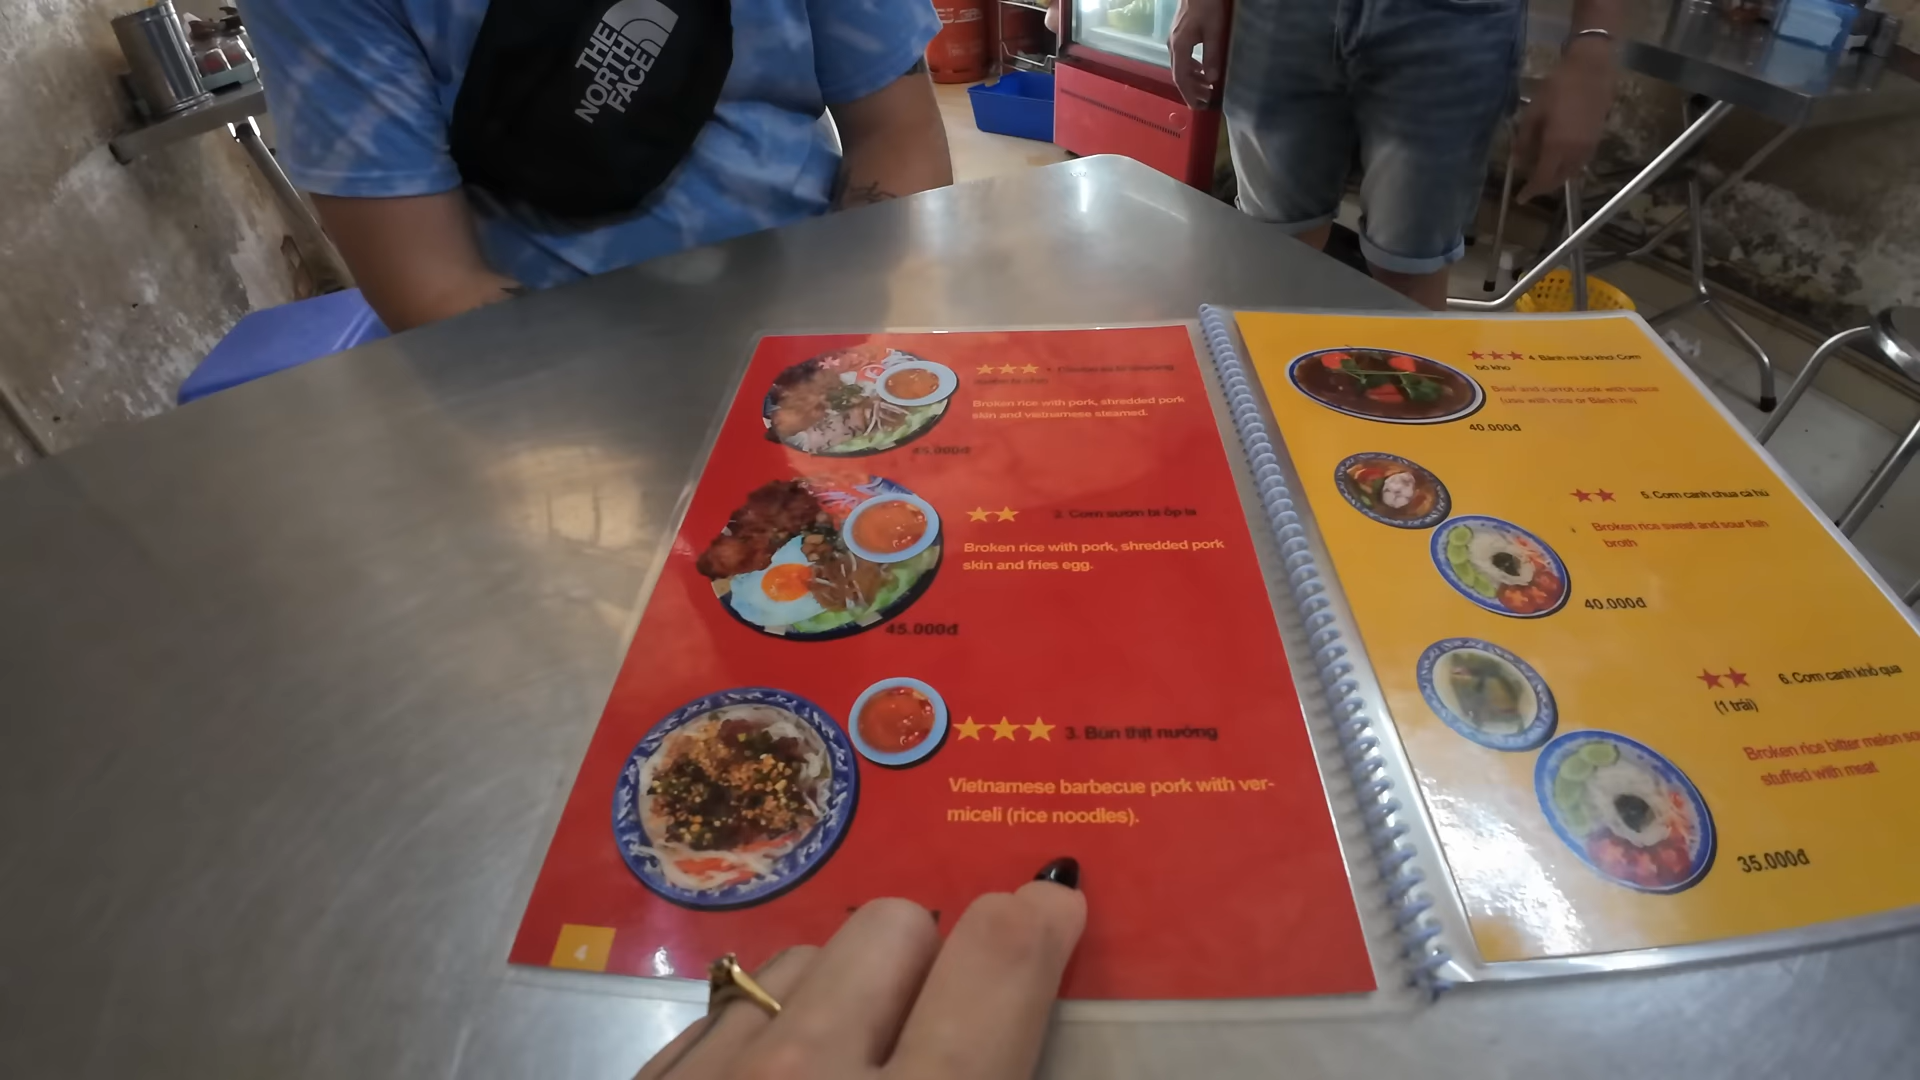 THE
NORTH
FACE
★★★
Broken rice with pork, shredded pork
skin and vietnamese steamed.
45.000đ
★★ 2. Cơm sườn bì ốp la
Broken rice with pork, shredded pork
skin and fries egg.
45.000đ
★★★ 3. Bún thịt nướng
Vietnamese barbecue pork with ver-
miceli (rice noodles).
4
★★★ 4. Bánh mì bò kho/ Cơm
bò kho
Beef and carrot cook with sauce
(use with rice or Bánh mì)
40.000đ
★★ 5. Cơm canh chua cá hú
Broken rice sweet and sour fish
broth
40.000đ
★★ 6. Cơm canh khổ qua
(1 trái)
Broken rice bitter melon
stuffed with meat
35.000đ